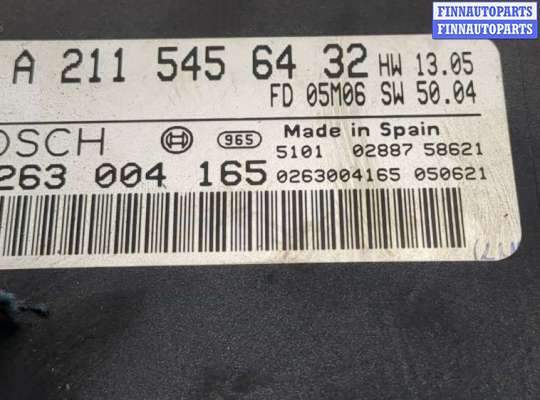 FINNAUTOPARTS
FINNAUTOPARTS
A 211 545 64 32 HW 13.05
FD 05M06 SW 50.04
OSCH 965 Made in Spain
5101 02887 58621
263 004 165 0263004165 050621